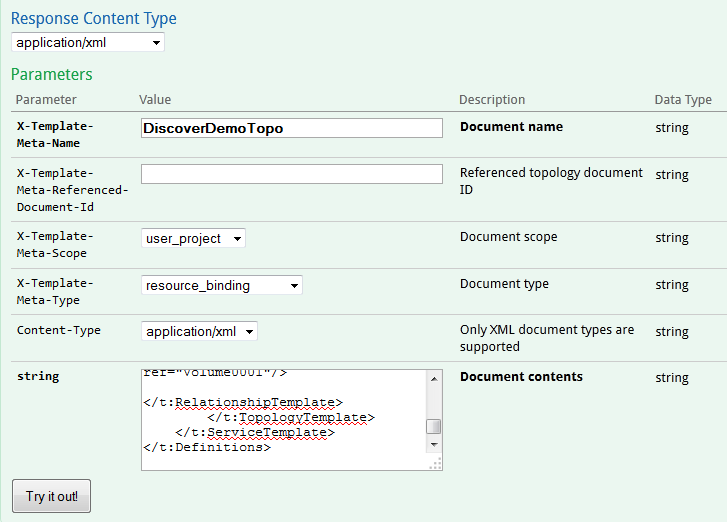 Response Content Type
application/xml
Parameters
Parameter Value Description Data Type
X-Template-Meta-Name DiscoverDemoTopo Document name string
X-Template-Meta-Referenced-Document-Id Referenced topology document ID string
X-Template-Meta-Scope user_project Document scope string
X-Template-Meta-Type resource_binding Document type string
Content-Type application/xml Only XML document types are supported string
string Document contents string
ref="volume0001"/>
</t:RelationshipTemplate>
</t:TopologyTemplate>
</t:ServiceTemplate>
</t:Definitions>
Try it out!